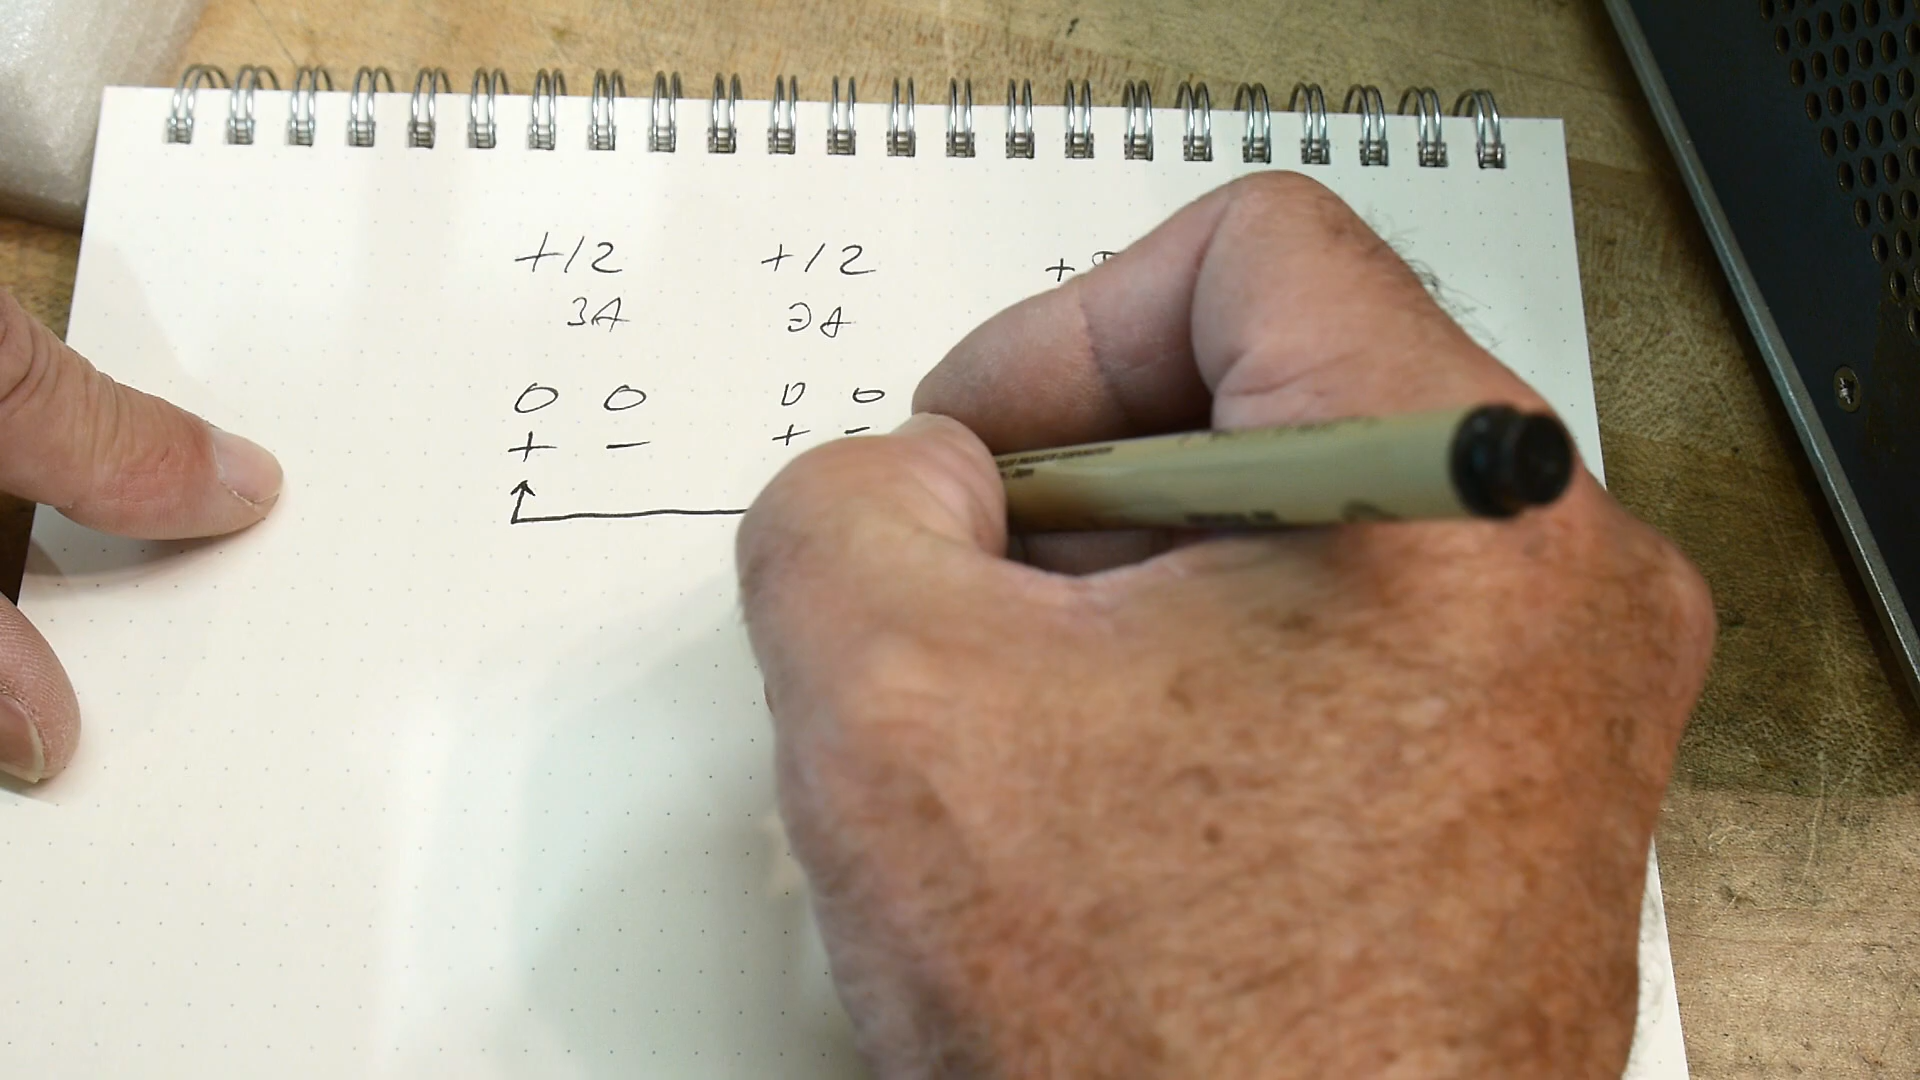 +12 +12 +
3A 3A
+ − + −